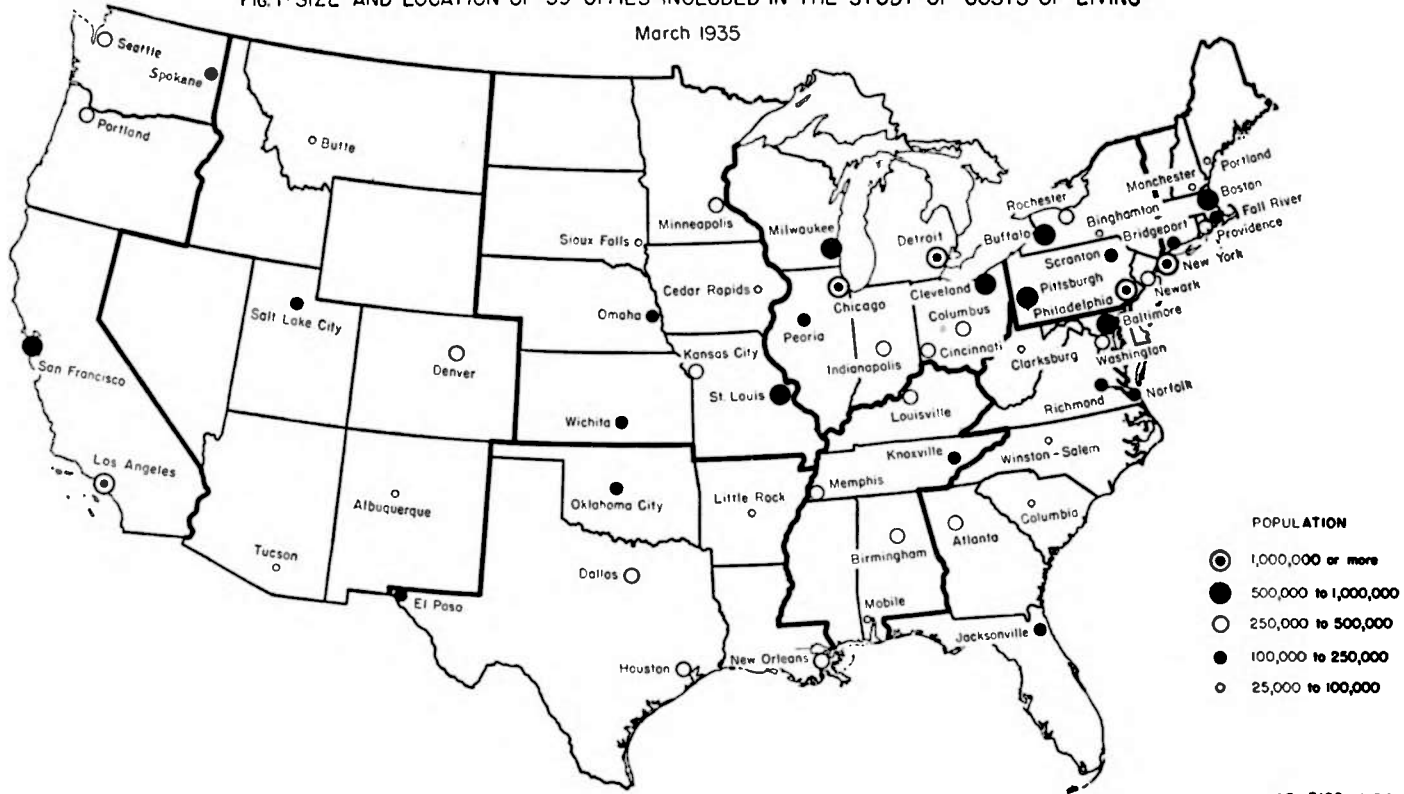 FIG. 1- SIZE AND LOCATION OF 59 CITIES INCLUDED IN THE STUDY OF COSTS OF LIVING
March 1935
Seattle
Spokane
Portland
Butte
Minneapolis
Sioux Falls
Milwaukee
Detroit
Rochester
Buffalo
Binghamton
Manchester
Portland
Boston
Fall River
Providence
Bridgeport
New York
Scranton
Newark
Pittsburgh
Philadelphia
Cleveland
Columbus
Baltimore
Washington
Cedar Rapids
Chicago
Omaha
Peoria
Salt Lake City
Denver
Kansas City
Indianapolis
Cincinnati
Clarksburg
San Francisco
St. Louis
Louisville
Richmond
Norfolk
Wichita
Los Angeles
Knoxville
Winston-Salem
Memphis
Oklahoma City
Little Rock
Albuquerque
Columbia
Atlanta
Birmingham
Tucson
Dallas
El Paso
Mobile
Jacksonville
Houston
New Orleans
POPULATION
1,000,000 or more
500,000 to 1,000,000
250,000 to 500,000
100,000 to 250,000
25,000 to 100,000